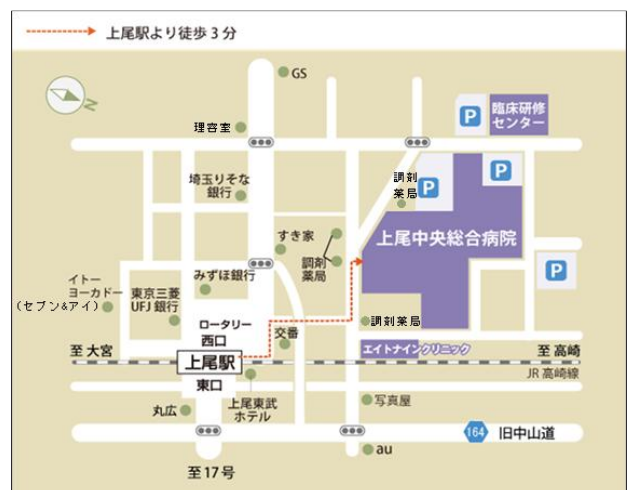 上尾駅より徒歩3分
GS
N
理容室
P
臨床研修
センター
調剤
薬局
P
P
埼玉りそな
銀行
すき家
調剤
薬局
上尾中央総合病院
P
イトー
ヨーカドー
(セブン&アイ)
東京三菱
UFJ銀行
みずほ銀行
ロータリー
西口
交番
調剤薬局
エイトナインクリニック
至大宮
上尾駅
至高崎
JR高崎線
東口
丸広
上尾東武
ホテル
写真屋
164
旧中山道
au
至17号